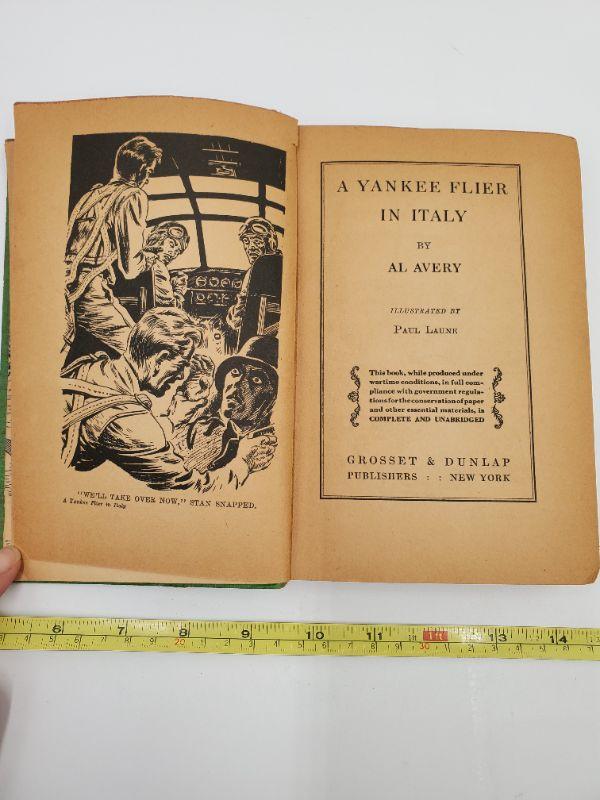 "WE'LL TAKE OVER NOW," STAN SNAPPED.
A Yankee Flier in Italy
A YANKEE FLIER
IN ITALY
BY
AL AVERY
ILLUSTRATED BY
PAUL LAUNE
This book, while produced under
wartime conditions, in full com-
pliance with government regula-
tions for the conservation of paper
and other essential materials, is
COMPLETE AND UNABRIDGED
GROSSET & DUNLAP
PUBLISHERS : : NEW YORK
6 7 8 9 10 11 1ft 13 14
20 30